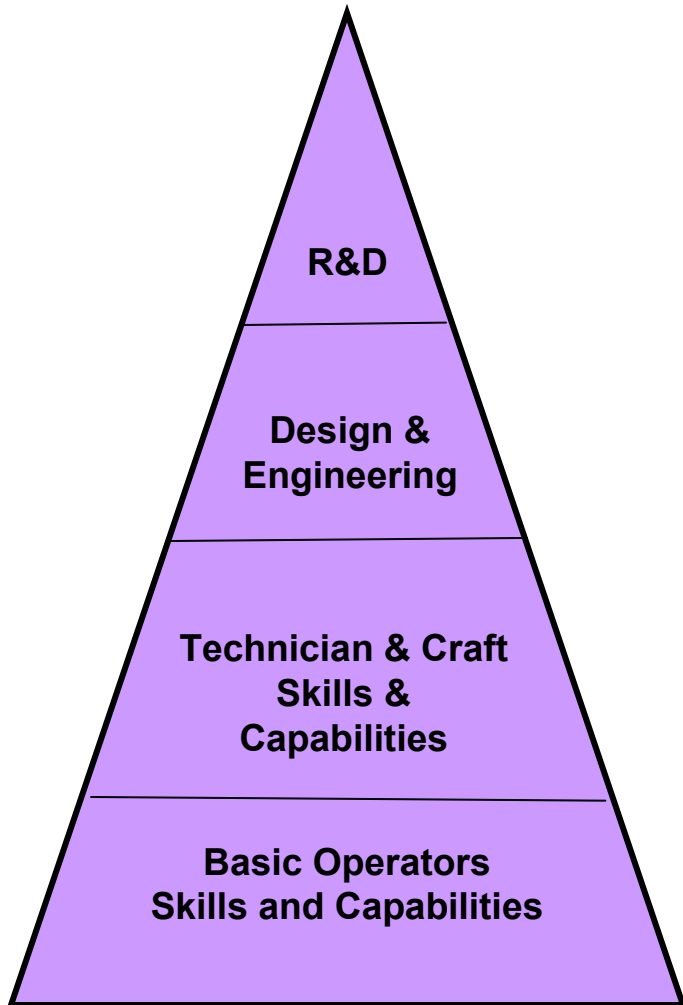 R&D
Design &
Engineering
Technician & Craft
Skills &
Capabilities
Basic Operators
Skills and Capabilities